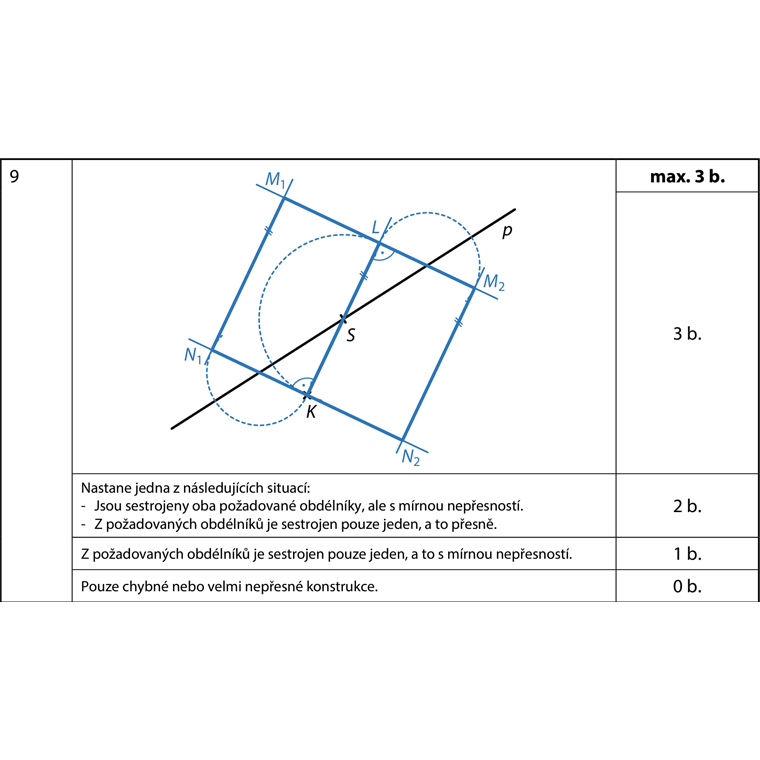 9
max. 3 b.
M1
L
p
M2
S
3 b.
N1
K
N2
Nastane jedna z následujících situací:
- Jsou sestrojeny oba požadované obdélníky, ale s mírnou nepřesností.
2 b.
- Z požadovaných obdélníků je sestrojen pouze jeden, a to přesně.
Z požadovaných obdélníků je sestrojen pouze jeden, a to s mírnou nepřesností.
1 b.
Pouze chybné nebo velmi nepřesné konstrukce.
0 b.